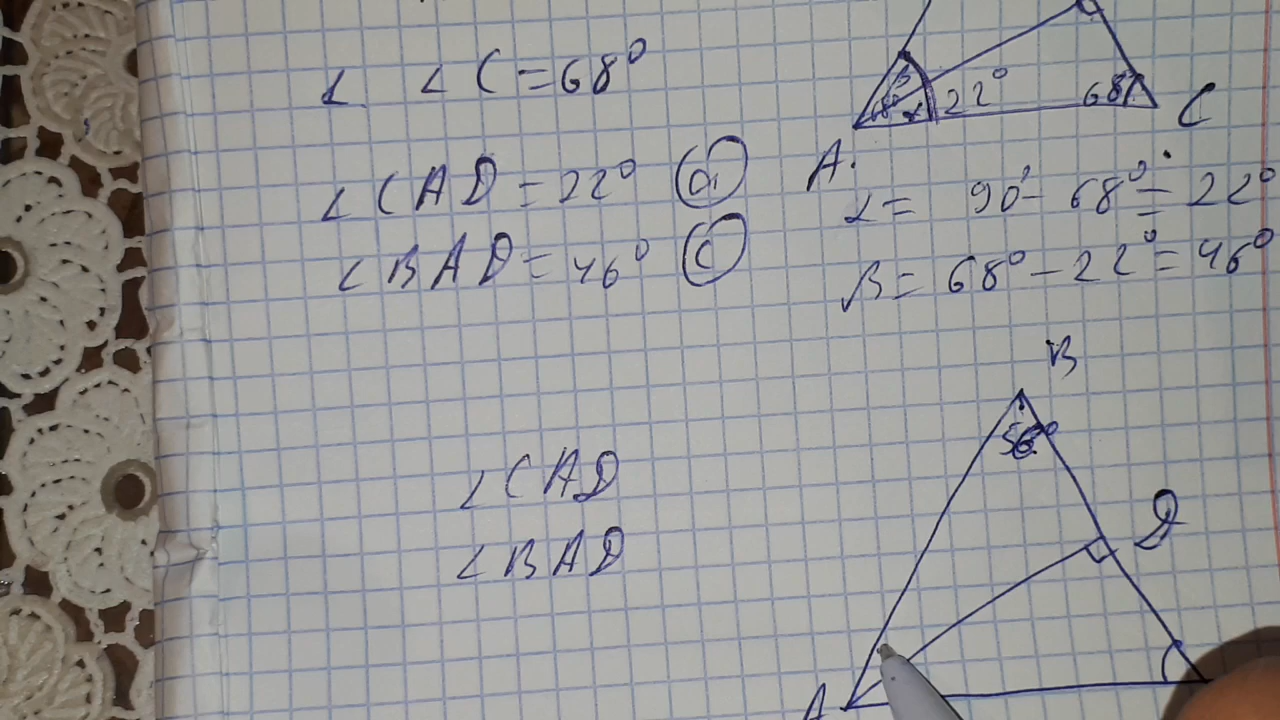 ∠ ∠C = 68°
∠CAD = 22° a
∠BAD = 46° c
22° 68° C
A
α = 90° - 68° = 22°
β = 68° - 22° = 46°
B
56°
∠CAD
∠BAD
D
A